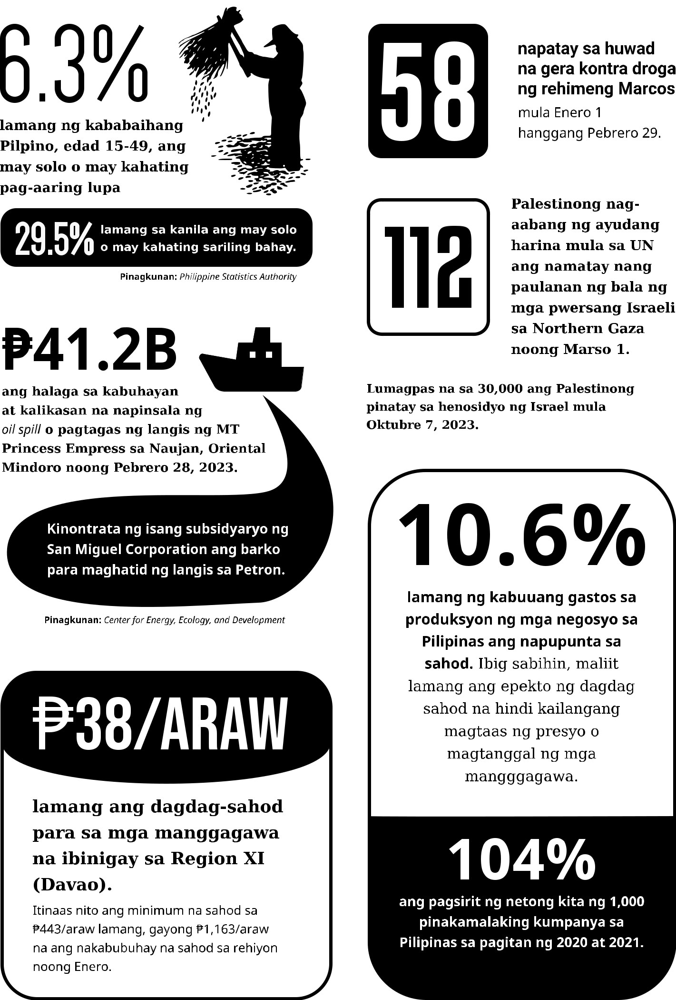 6.3%
lamang ng kababaihang
Pilpino, edad 15-49, ang
may solo o may kahating
pag-aaring lupa
29.5%
lamang sa kanila ang may solo
o may kahating sariling bahay.
Pinagkunan: Philippine Statistics Authority
₱41.2B
ang halaga sa kabuhayan
at kalikasan na napinsala ng
oil spill o pagtagas ng langis ng MT
Princess Empress sa Naujan, Oriental
Mindoro noong Pebrero 28, 2023.
Kinontrata ng isang subsidyaryo ng
San Miguel Corporation ang barko
para maghatid ng langis sa Petron.
Pinagkunan: Center for Energy, Ecology, and Development
₱38/ARAW
lamang ang dagdag-sahod
para sa mga manggagawa
na ibinigay sa Region XI
(Davao).
Itinaas nito ang minimum na sahod sa
₱443/araw lamang, gayong ₱1,163/araw
na ang nakabubuhay na sahod sa rehiyon
noong Enero.
58
napatay sa huwad
na gera kontra droga
ng rehimeng Marcos
mula Enero 1
hanggang Pebrero 29.
112
Palestinong nag-
aabang ng ayudang
harina mula sa UN
ang namatay nang
paulanan ng bala ng
mga pwersang Israeli
sa Northern Gaza
noong Marso 1.
Lumagpas na sa 30,000 ang Palestinong
pinatay sa henosidyo ng Israel mula
Oktubre 7, 2023.
10.6%
lamang ng kabuuang gastos sa
produksyon ng mga negosyo sa
Pilipinas ang napupunta sa
sahod. Ibig sabihin, maliit
lamang ang epekto ng dagdag
sahod na hindi kailangang
magtaas ng presyo o
magtanggal ng mga
mangggagawa.
104%
ang pagsirit ng netong kita ng 1,000
pinakamalaking kumpanya sa
Pilipinas sa pagitan ng 2020 at 2021.